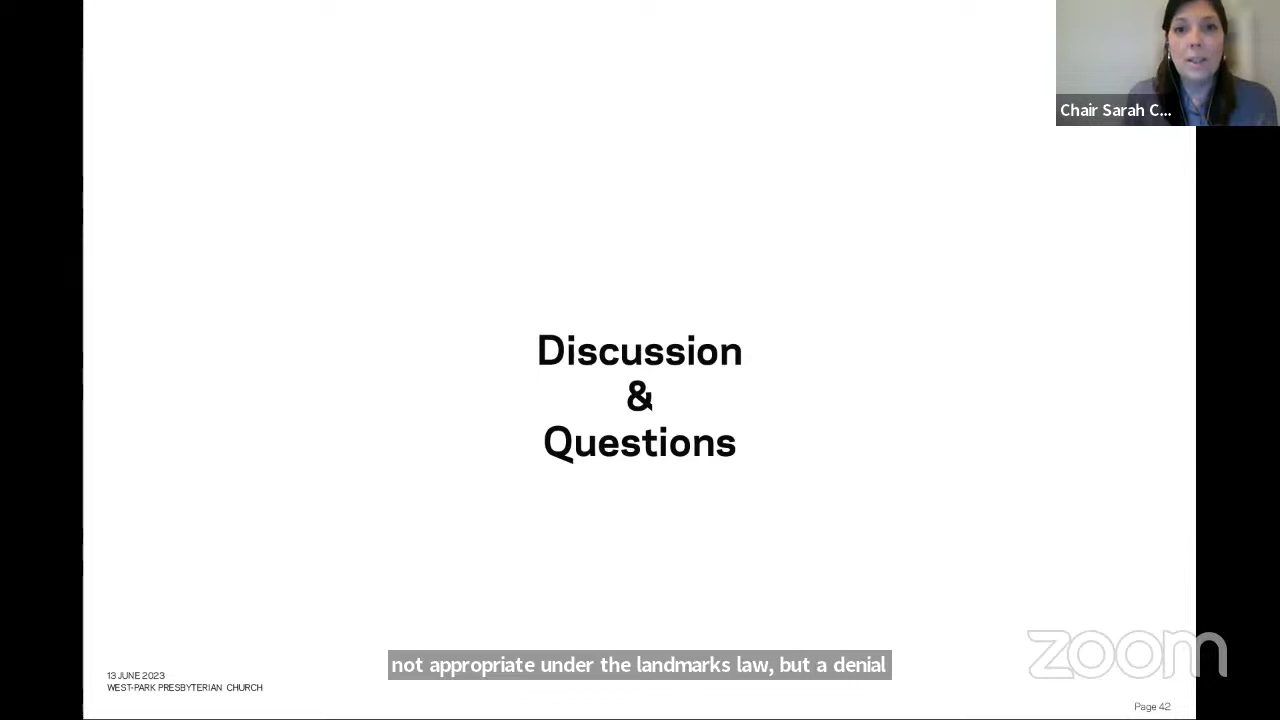 Chair Sarah C...
Discussion
&
Questions
not appropriate under the landmarks law, but a denial
13 JUNE 2023
WEST-PARK PRESBYTERIAN CHURCH
zoom
Page 42